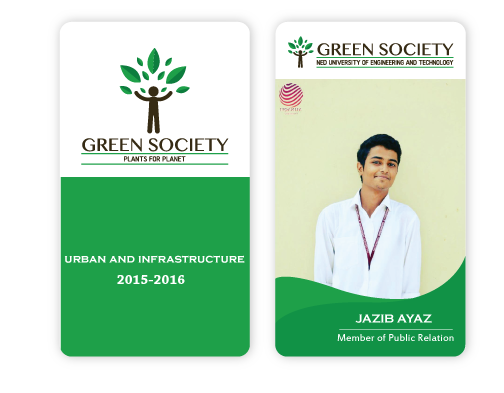 GREEN SOCIETY
PLANTS FOR PLANET
URBAN AND INFRASTRUCTURE
2015-2016
GREEN SOCIETY
NED UNIVERSITY OF ENGINEERING AND TECHNOLOGY
JAZIB AYAZ
Member of Public Relation